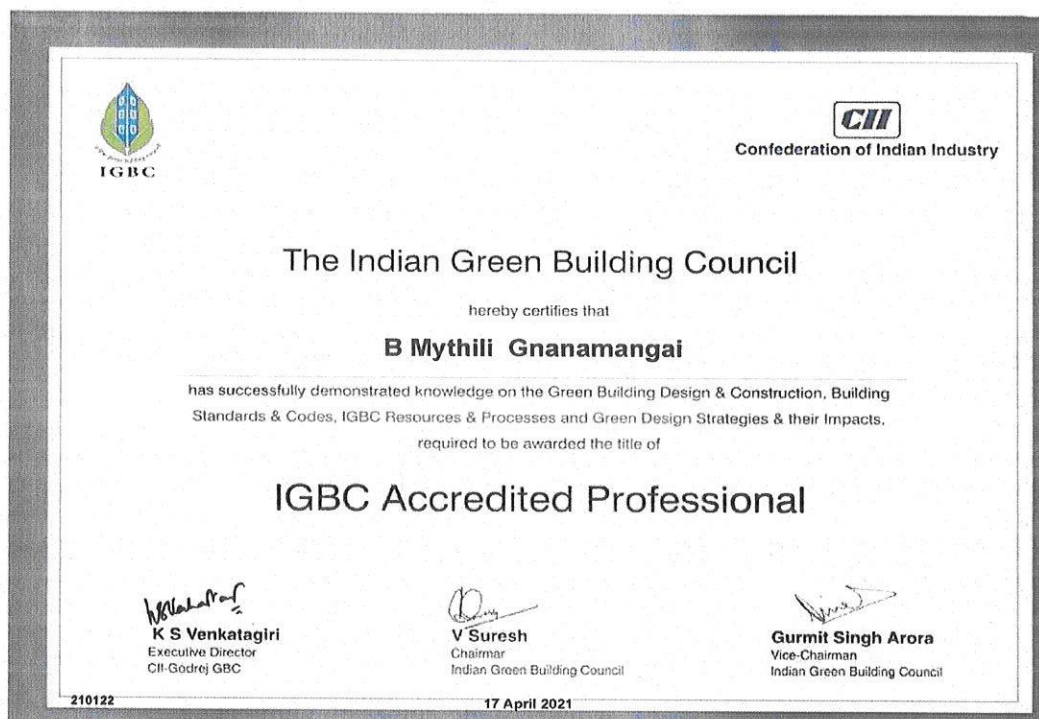 IGBC
CII
Confederation of Indian Industry
The Indian Green Building Council
hereby certifies that
B Mythili Gnanamangai
has successfully demonstrated knowledge on the Green Building Design & Construction, Building
Standards & Codes, IGBC Resources & Processes and Green Design Strategies & their Impacts,
required to be awarded the title of
IGBC Accredited Professional
K S Venkatagiri
Executive Director
CII-Godrej GBC
V Suresh
Chairman
Indian Green Building Council
Gurmit Singh Arora
Vice-Chairman
Indian Green Building Council
210122
17 April 2021